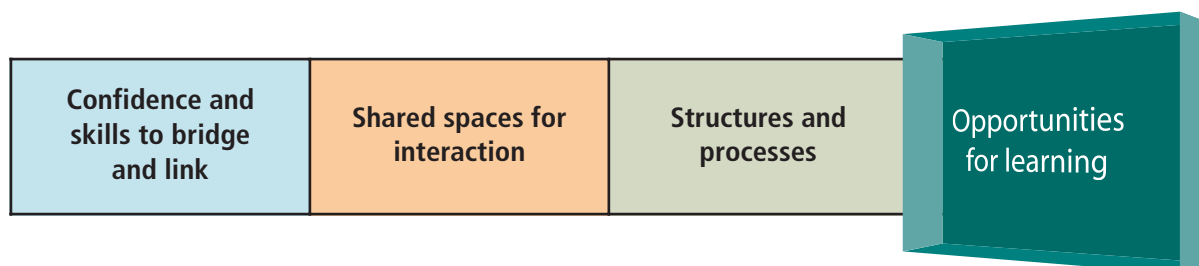 Confidence and
skills to bridge
and link
Shared spaces for
interaction
Structures and
processes
Opportunities
for learning